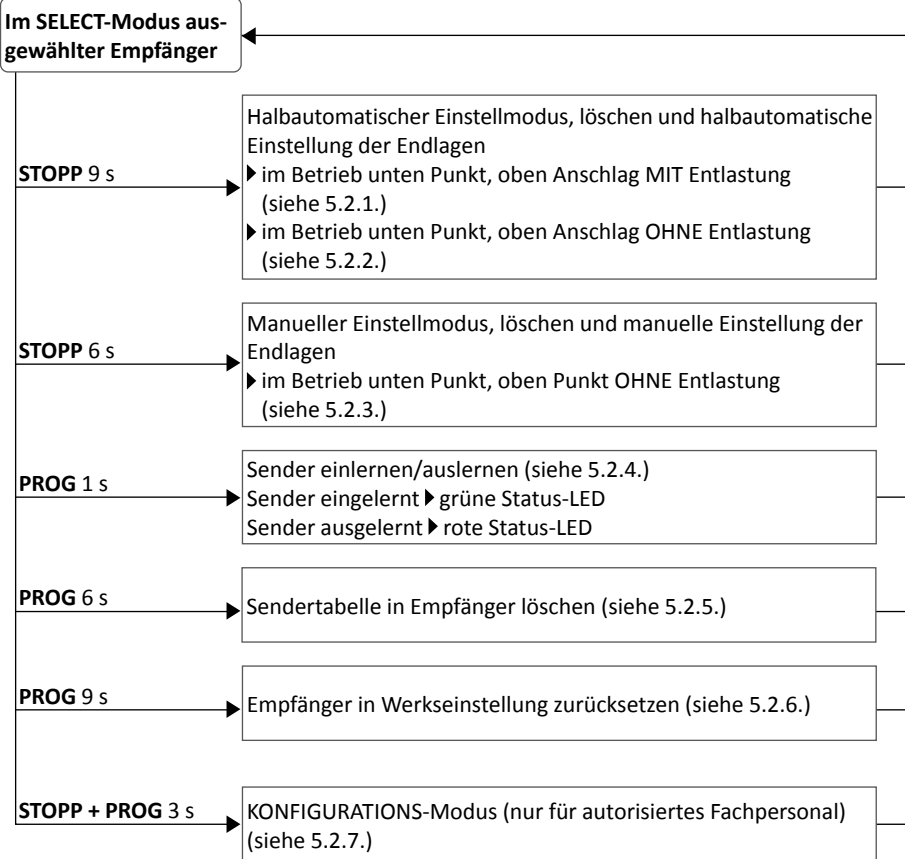 Im SELECT-Modus aus-
gewählter Empfänger
STOPP 9 s
Halbautomatischer Einstellmodus, löschen und halbautomatische
Einstellung der Endlagen
im Betrieb unten Punkt, oben Anschlag MIT Entlastung
(siehe 5.2.1.)
im Betrieb unten Punkt, oben Anschlag OHNE Entlastung
(siehe 5.2.2.)
STOPP 6 s
Manueller Einstellmodus, löschen und manuelle Einstellung der
Endlagen
im Betrieb unten Punkt, oben Punkt OHNE Entlastung
(siehe 5.2.3.)
PROG 1 s
Sender einlernen/auslernen (siehe 5.2.4.)
Sender eingelernt grüne Status-LED
Sender ausgelernt rote Status-LED
PROG 6 s
Sendertabelle in Empfänger löschen (siehe 5.2.5.)
PROG 9 s
Empfänger in Werkseinstellung zurücksetzen (siehe 5.2.6.)
STOPP + PROG 3 s
KONFIGURATIONS-Modus (nur für autorisiertes Fachpersonal)
(siehe 5.2.7.)